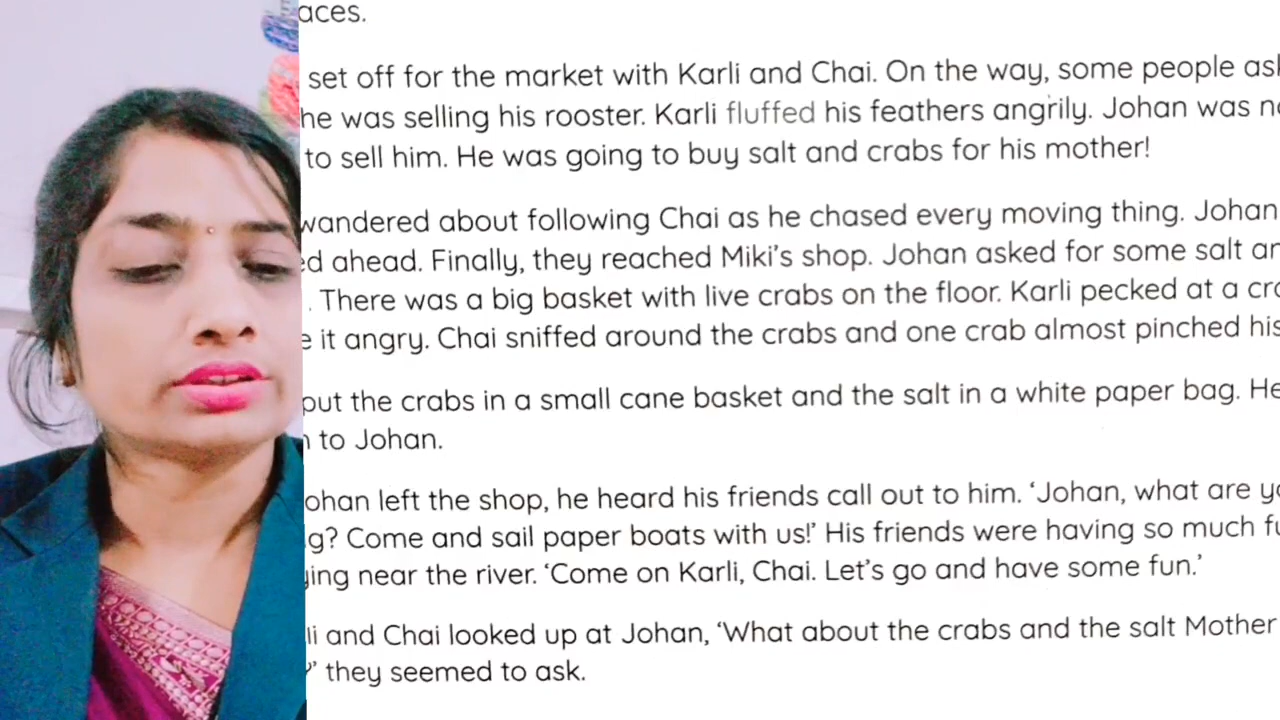 aces.
set off for the market with Karli and Chai. On the way, some people
he was selling his rooster. Karli fluffed his feathers angrily. Johan was
to sell him. He was going to buy salt and crabs for his mother!
wandered about following Chai as he chased every moving thing. Johan
ed ahead. Finally, they reached Miki's shop. Johan asked for some salt
. There was a big basket with live crabs on the floor. Karli pecked at a
it angry. Chai sniffed around the crabs and one crab almost pinched his
put the crabs in a small cane basket and the salt in a white paper bag. He
to Johan.
ohan left the shop, he heard his friends call out to him. 'Johan, what are
g? Come and sail paper boats with us!' His friends were having so much
ying near the river. 'Come on Karli, Chai. Let's go and have some fun.'
li and Chai looked up at Johan, 'What about the crabs and the salt Mother
' they seemed to ask.